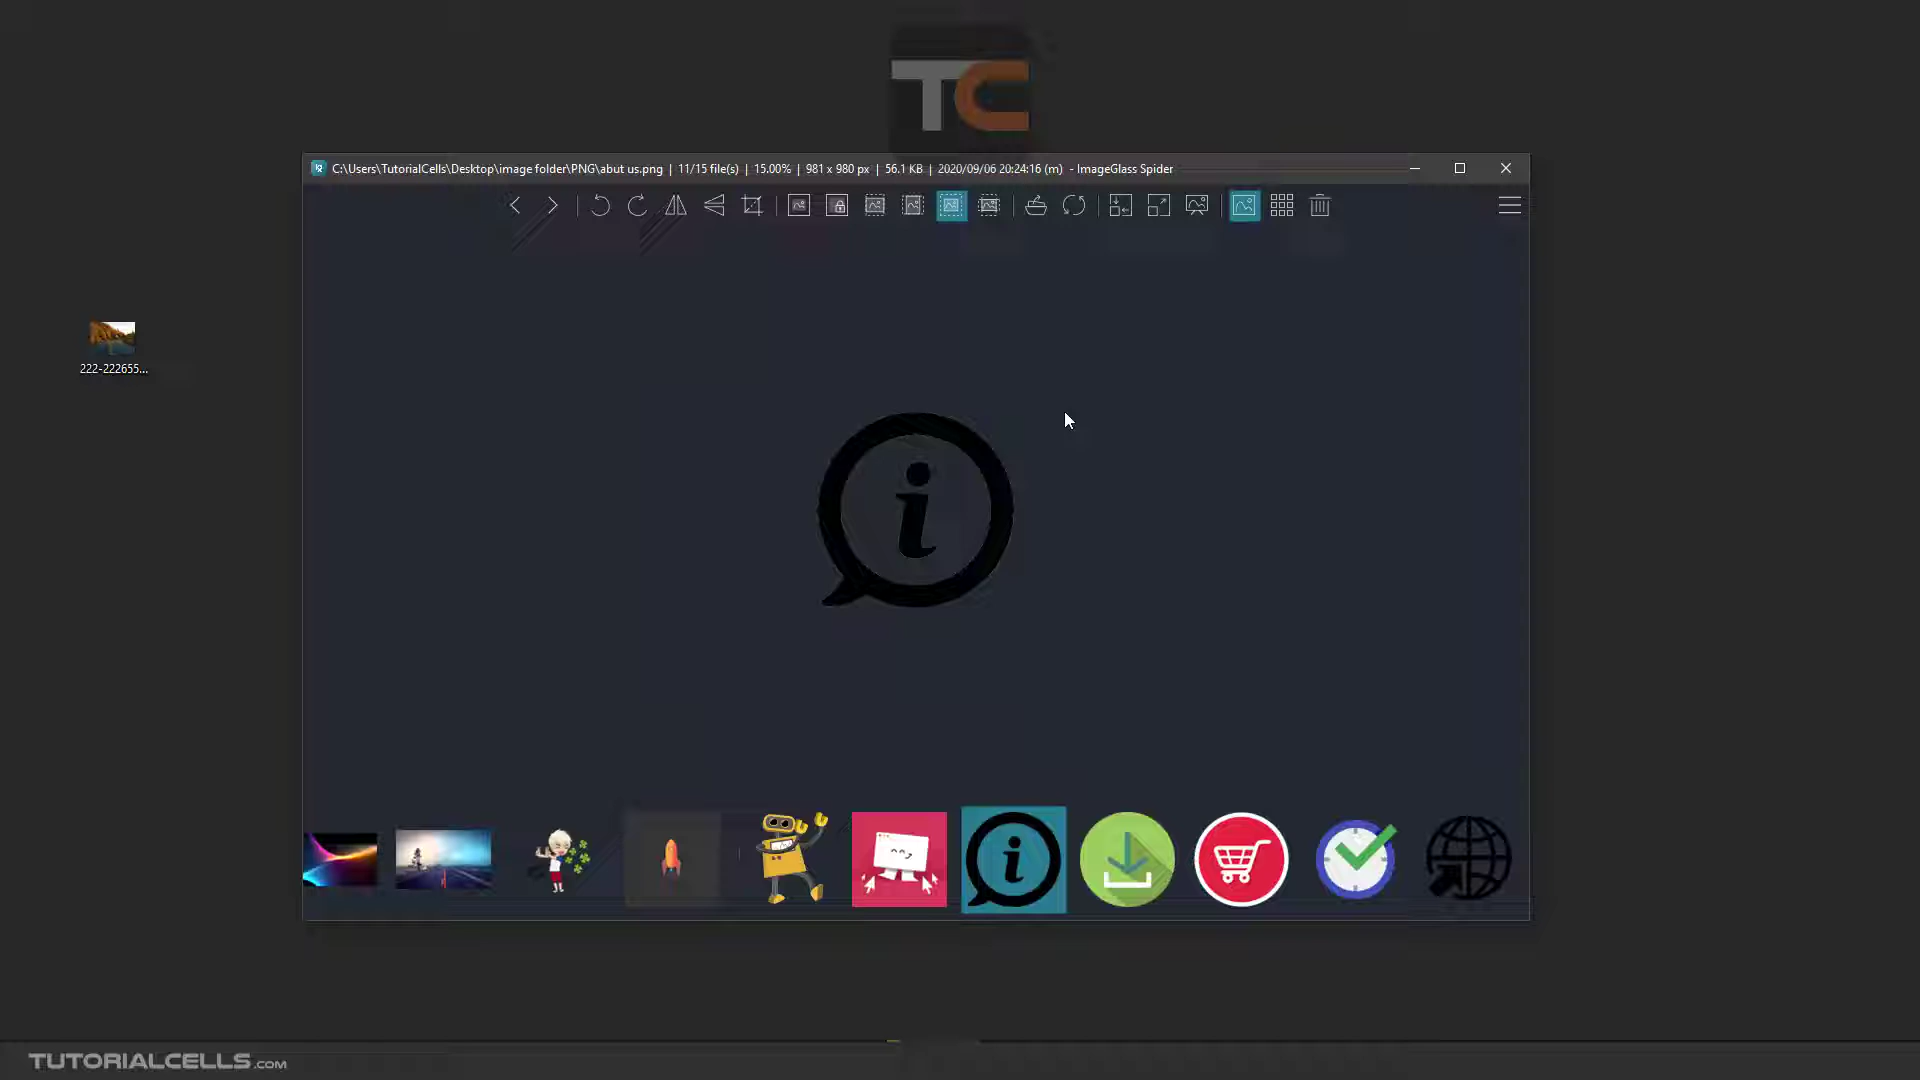 TC
C:\Users\TutorialCells\Desktop\image folder\PNG\abut us.png | 11/15 file(s) | 15.00% | 981 x 980 px | 56.1 KB | 2020/09/06 20:24:16 (m) - ImageGlass Spider
222-222655...
i
i
TUTORIALCELLS.COM